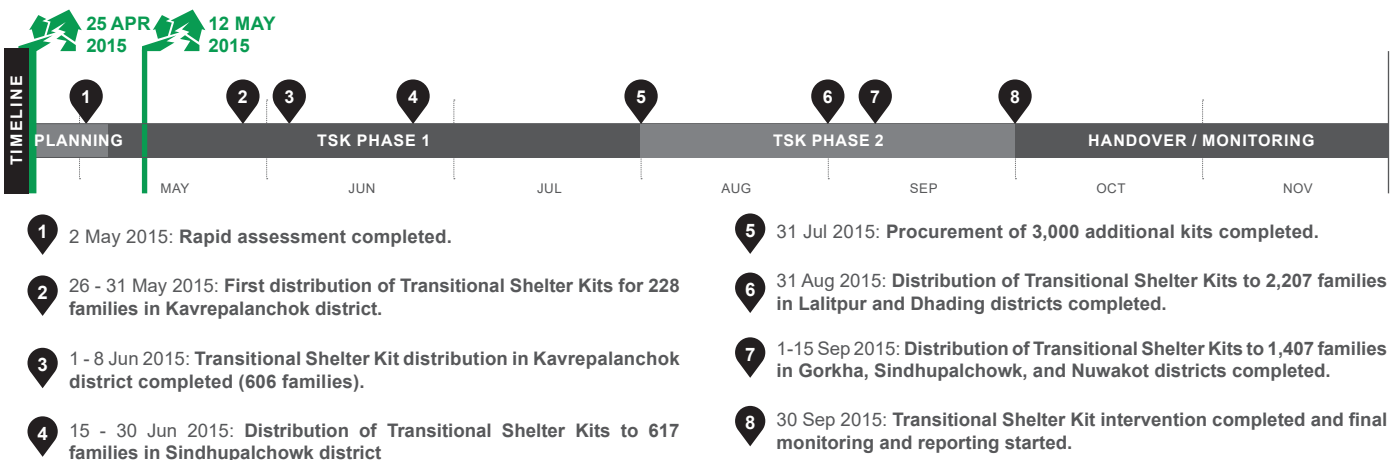 25 APR
2015
12 MAY
2015
TIMELINE
1
2
3
4
5
6
7
8
PLANNING
TSK PHASE 1
TSK PHASE 2
HANDOVER / MONITORING
MAY
JUN
JUL
AUG
SEP
OCT
NOV
1
2 May 2015: Rapid assessment completed.
2
26 - 31 May 2015: First distribution of Transitional Shelter Kits for 228
families in Kavrepalanchok district.
3
1 - 8 Jun 2015: Transitional Shelter Kit distribution in Kavrepalanchok
district completed (606 families).
4
15 - 30 Jun 2015: Distribution of Transitional Shelter Kits to 617
families in Sindhupalchowk district
5
31 Jul 2015: Procurement of 3,000 additional kits completed.
6
31 Aug 2015: Distribution of Transitional Shelter Kits to 2,207 families
in Lalitpur and Dhading districts completed.
7
1-15 Sep 2015: Distribution of Transitional Shelter Kits to 1,407 families
in Gorkha, Sindhupalchowk, and Nuwakot districts completed.
8
30 Sep 2015: Transitional Shelter Kit intervention completed and final
monitoring and reporting started.